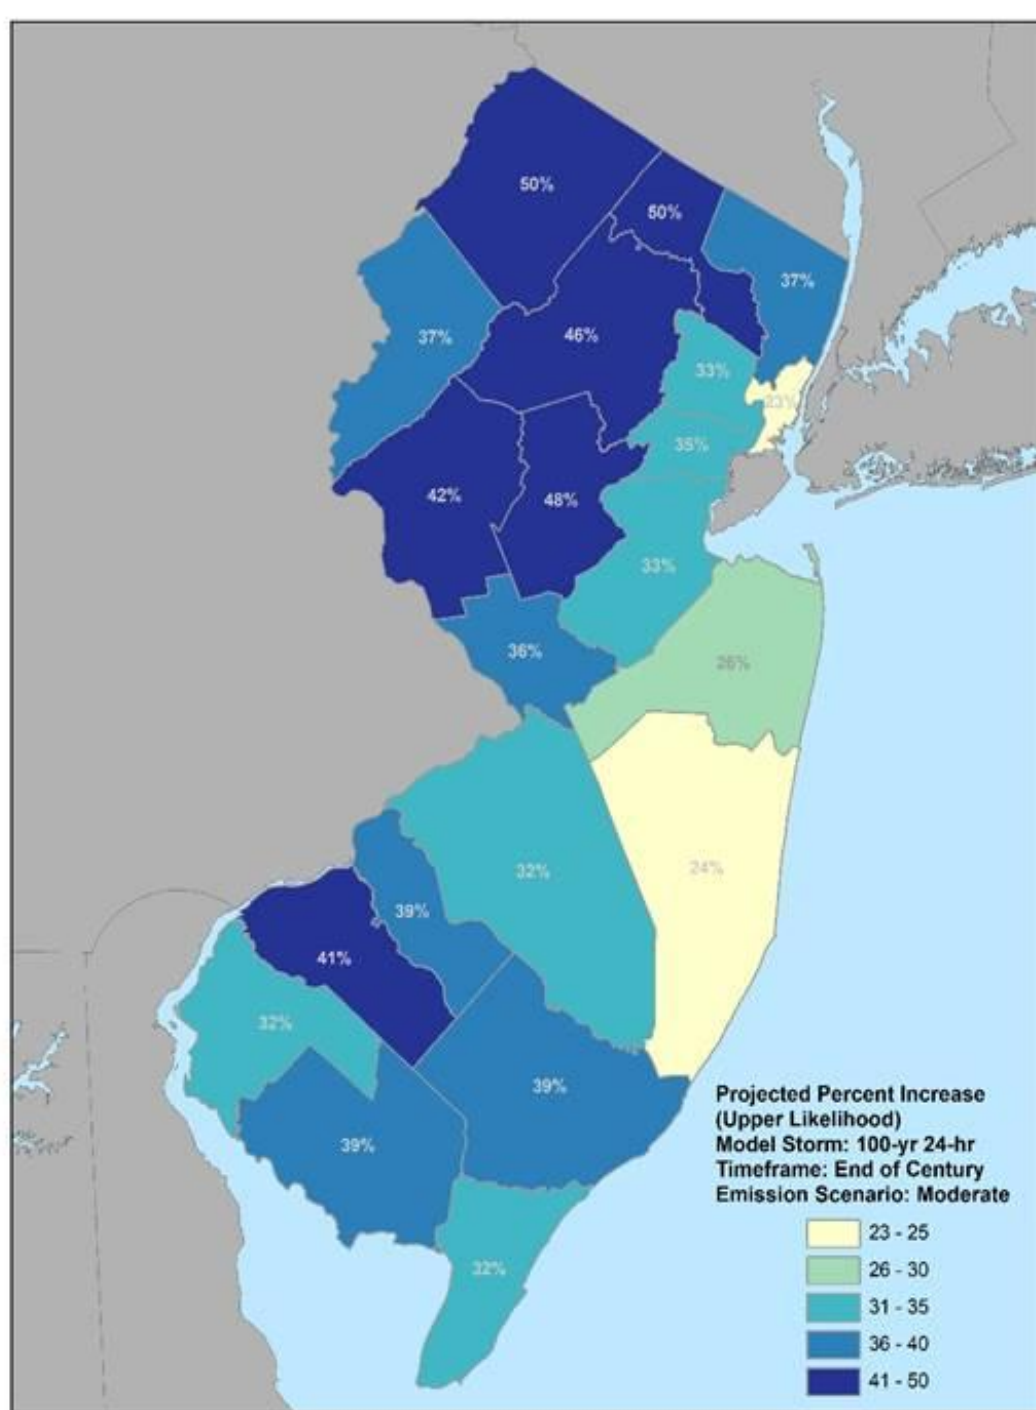 50%
50%
37%
37%
46%
33%
23%
35%
42%
48%
33%
36%
26%
32%
24%
39%
41%
32%
39%
39%
32%
Projected Percent Increase
(Upper Likelihood)
Model Storm: 100-yr 24-hr
Timeframe: End of Century
Emission Scenario: Moderate
23 - 25
26 - 30
31 - 35
36 - 40
41 - 50